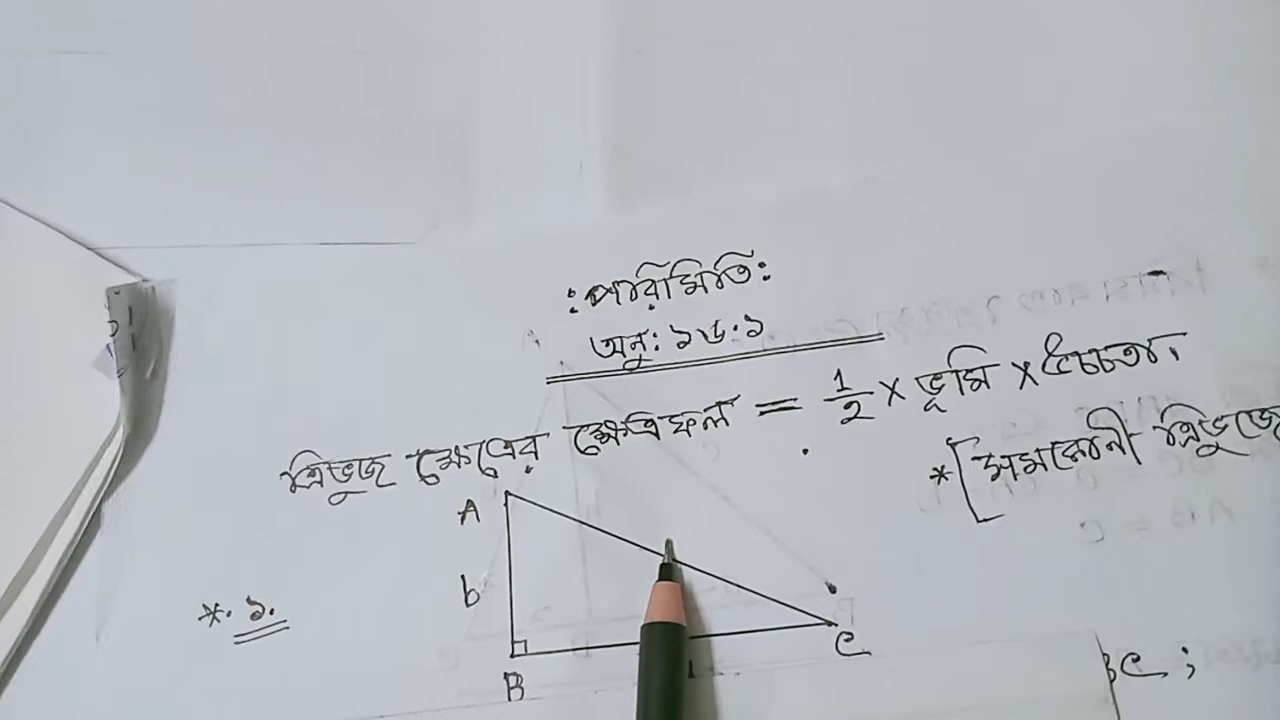 : পরিমিতি :
অনু: ১৬.১
ত্রিভুজ ক্ষেত্রের ক্ষেত্রফল = 1/2 × ভূমি × উচ্চতা.
* [সমকোনী ত্রিভুজে
A
b
*. ১.
C
B
BC ;